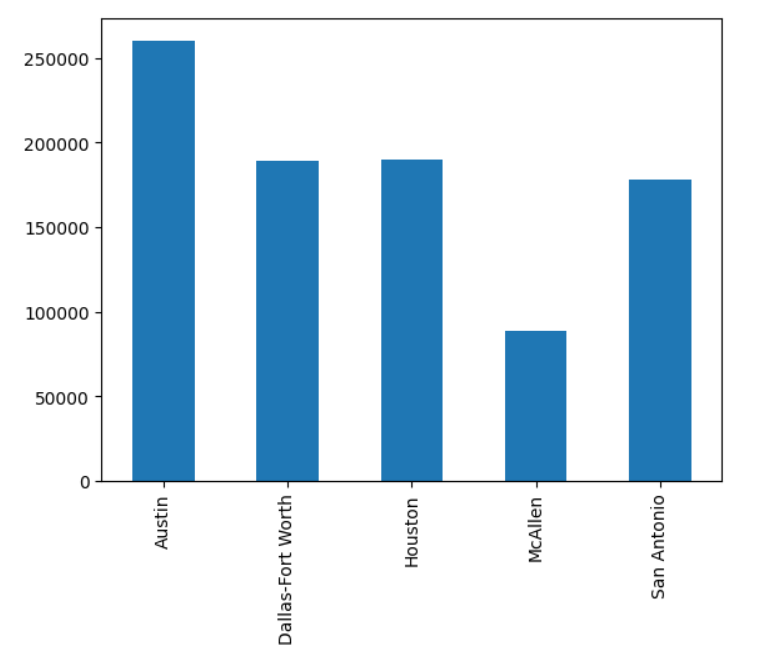 250000
200000
150000
100000
50000
0
Austin
Dallas-Fort Worth
Houston
McAllen
San Antonio